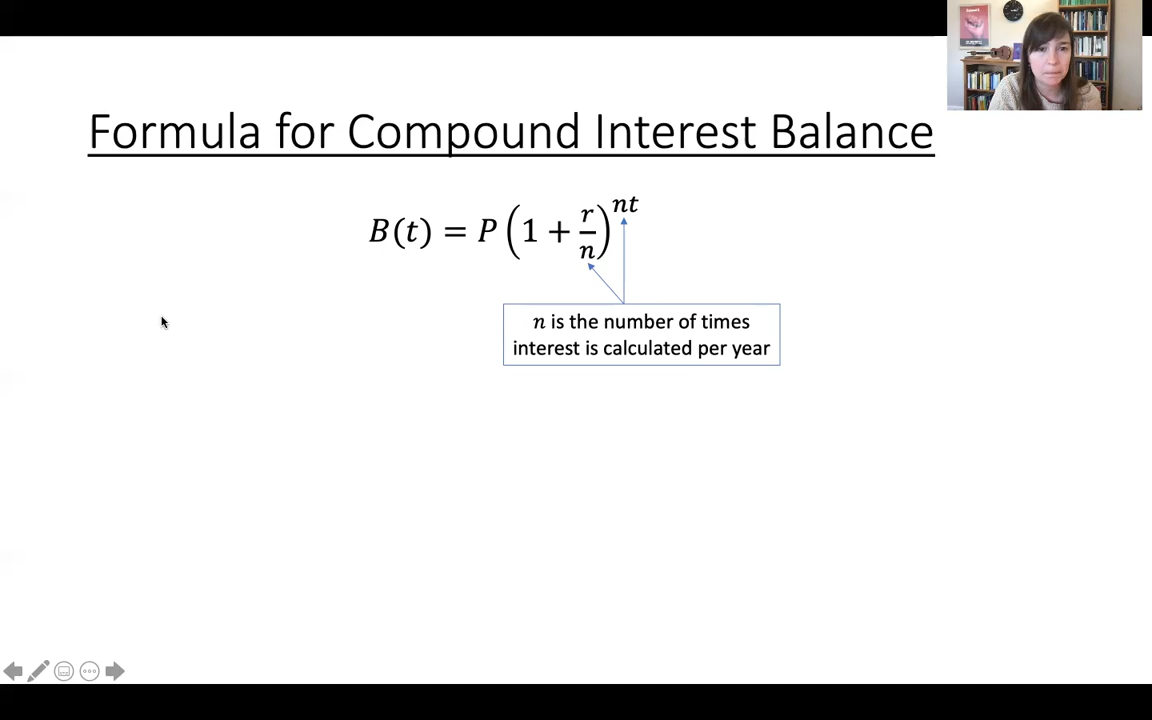 Formula for Compound Interest Balance
B(t) = P(1 + r/n)^{nt}
n is the number of times
interest is calculated per year